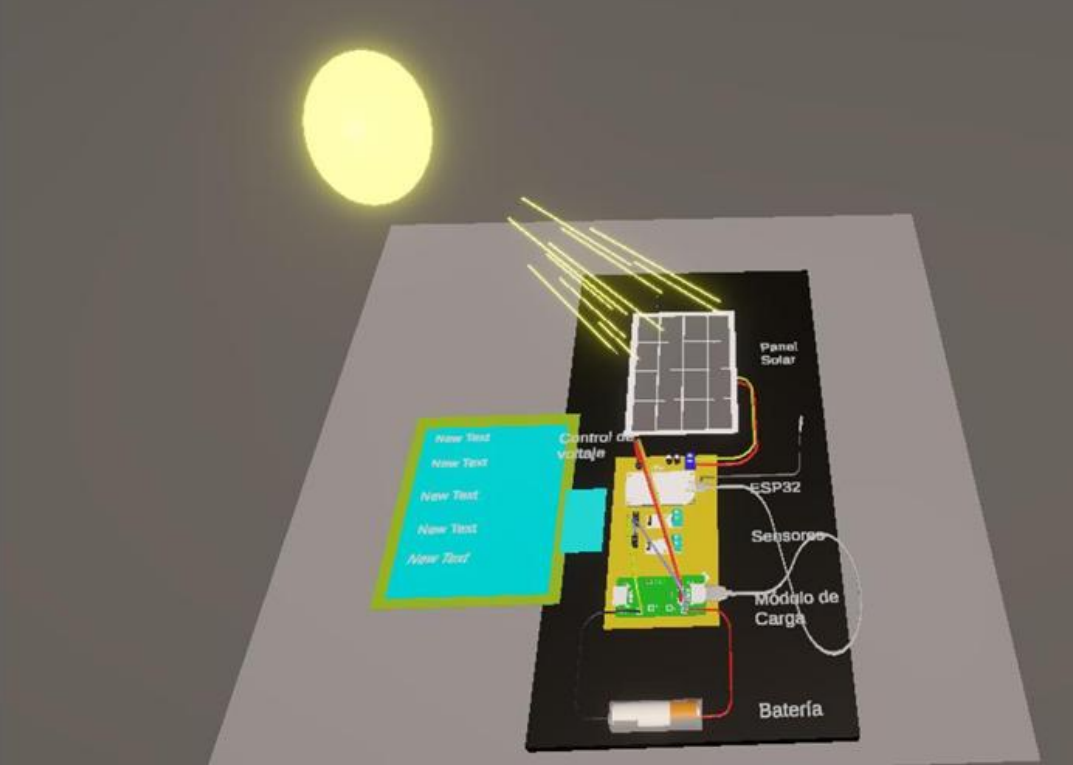 Panel
Solar
New Text
New Text
New Text
New Text
New Text
Control de
voltaje
ESP32
Sensores
Módulo de
Carga
Batería